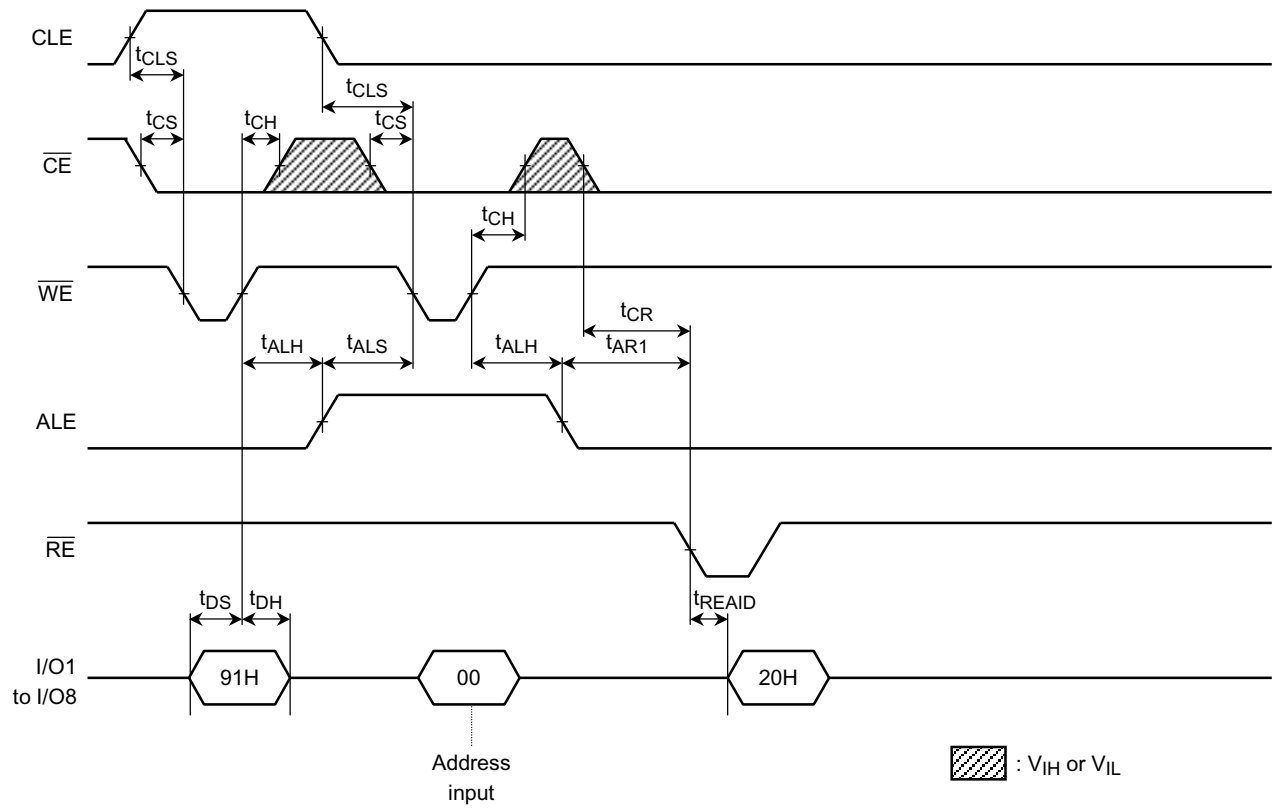 CLE
tCLS
tCLS
tCS
tCH
tCS
CE
tCH
WE
tCR
tALH
tALS
tALH
tAR1
ALE
RE
tDS
tDH
tREAID
I/O1
to I/O8
91H
00
20H
Address
input
: VIH or VIL